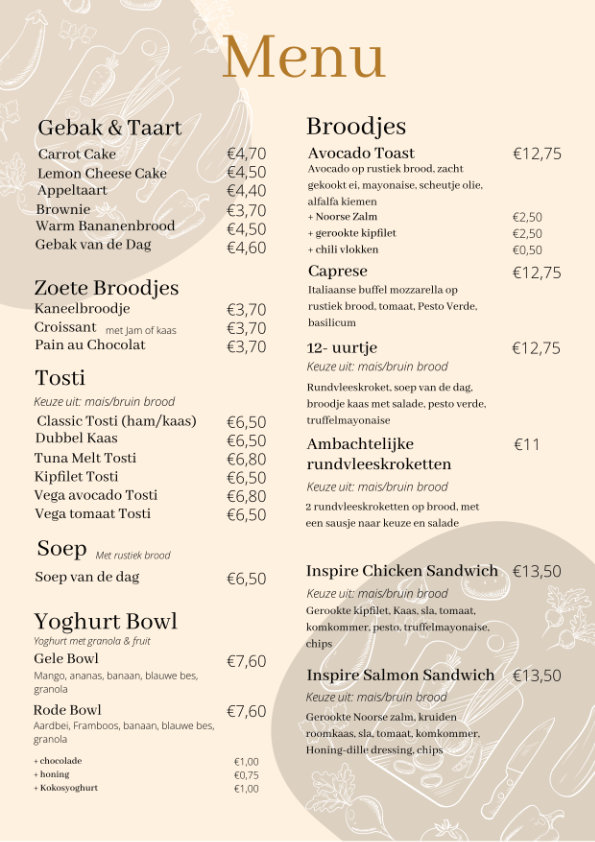 Menu
Gebak & Taart
Carrot Cake €4,70
Lemon Cheese Cake €4,50
Appeltaart €4,40
Brownie €3,70
Warm Bananenbrood €4,50
Gebak van de Dag €4,60
Zoete Broodjes
Kaneelbroodje €3,70
Croissant met Jam of kaas €3,70
Pain au Chocolat €3,70
Tosti
Keuze uit: mais/bruin brood
Classic Tosti (ham/kaas) €6,50
Dubbel Kaas €6,50
Tuna Melt Tosti €6,80
Kipfilet Tosti €6,50
Vega avocado Tosti €6,80
Vega tomaat Tosti €6,50
Soep Met rustiek brood
Soep van de dag €6,50
Yoghurt Bowl
Yoghurt met granola & fruit
Gele Bowl €7,60
Mango, ananas, banaan, blauwe bes,
granola
Rode Bowl €7,60
Aardbei, Framboos, banaan, blauwe bes,
granola
+ chocolade €1,00
+ honing €0,75
+ Kokosyoghurt €1,00
Broodjes
Avocado Toast €12,75
Avocado op rustiek brood, zacht
gekookt ei, mayonaise, scheutje olie,
alfalfa kiemen
+ Noorse Zalm €2,50
+ gerookte kipfilet €2,50
+ chili vlokken €0,50
Caprese €12,75
Italiaanse buffel mozzarella op
rustiek brood, tomaat, Pesto Verde,
basilicum
12- uurtje €12,75
Keuze uit: mais/bruin brood
Rundvleeskroket, soep van de dag,
broodje kaas met salade, pesto verde,
truffelmayonaise
Ambachtelijke €11
rundvleeskroketten
Keuze uit: mais/bruin brood
2 rundvleeskroketten op brood, met
een sausje naar keuze en salade
Inspire Chicken Sandwich €13,50
Keuze uit: mais/bruin brood
Gerookte kipfilet, Kaas, sla, tomaat,
komkommer, pesto, truffelmayonaise,
chips
Inspire Salmon Sandwich €13,50
Keuze uit: mais/bruin brood
Gerookte Noorse zalm, kruiden
roomkaas, sla, tomaat, komkommer,
Honing-dille dressing, chips